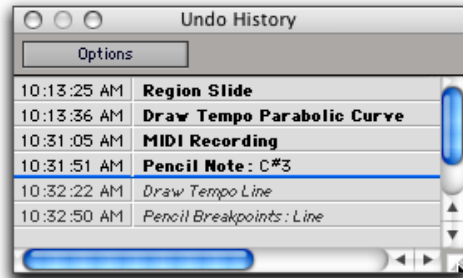 Undo History
Options
10:13:25 AM Region Slide
10:13:36 AM Draw Tempo Parabolic Curve
10:31:05 AM MIDI Recording
10:31:51 AM Pencil Note: C#3
10:32:22 AM Draw Tempo Line
10:32:50 AM Pencil Breakpoints: Line